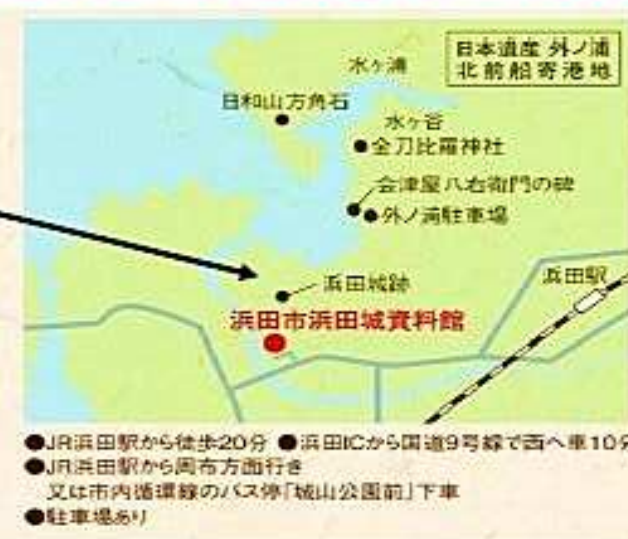 日本遺産 外ノ浦
北前船寄港地
水ヶ浦
日和山方角石
水ヶ谷
金刀比羅神社
会津屋八右衛門の碑
外ノ浦駐車場
浜田駅
浜田城跡
浜田市浜田城資料館
●JR浜田駅から徒歩20分 ●浜田ICから国道9号線で西へ車10分
●JR浜田駅から周布方面行き
又は市内循環線のバス停「城山公園前」下車
●駐車場あり